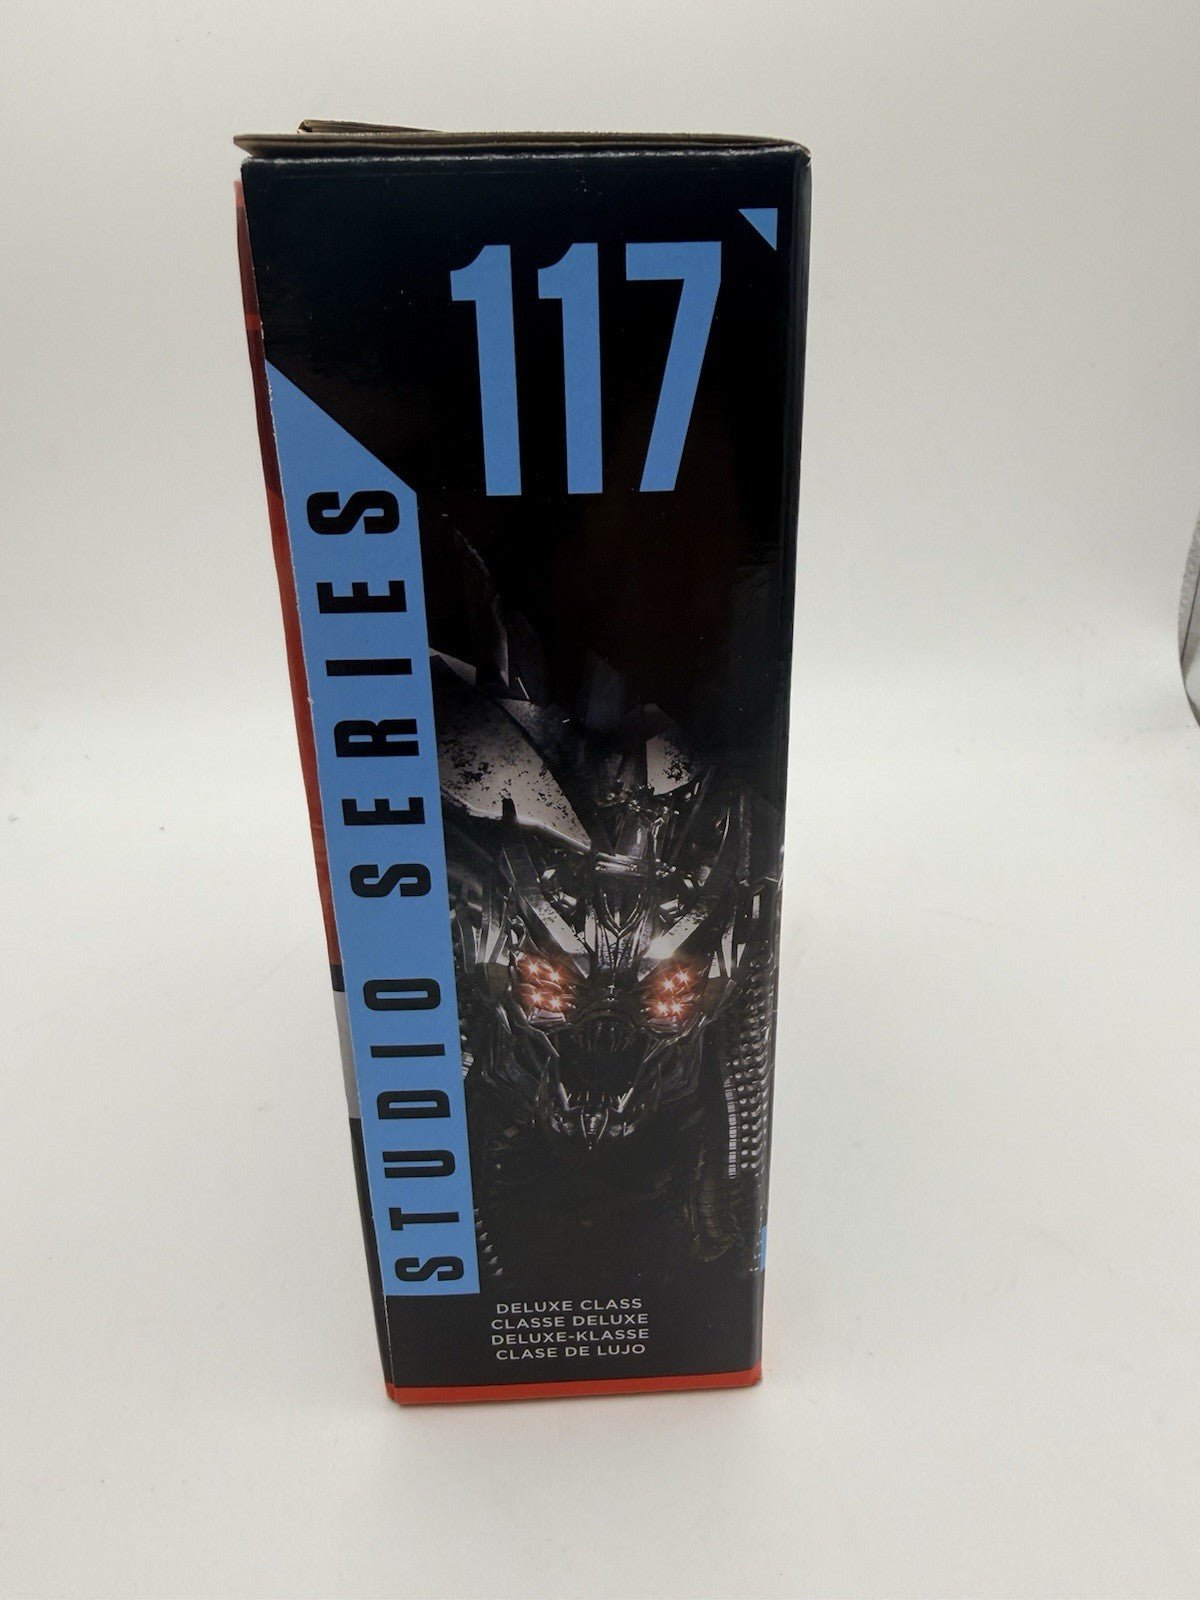 117
STUDIO SERIES
DELUXE CLASS
CLASSE DELUXE
DELUXE-KLASSE
CLASE DE LUJO